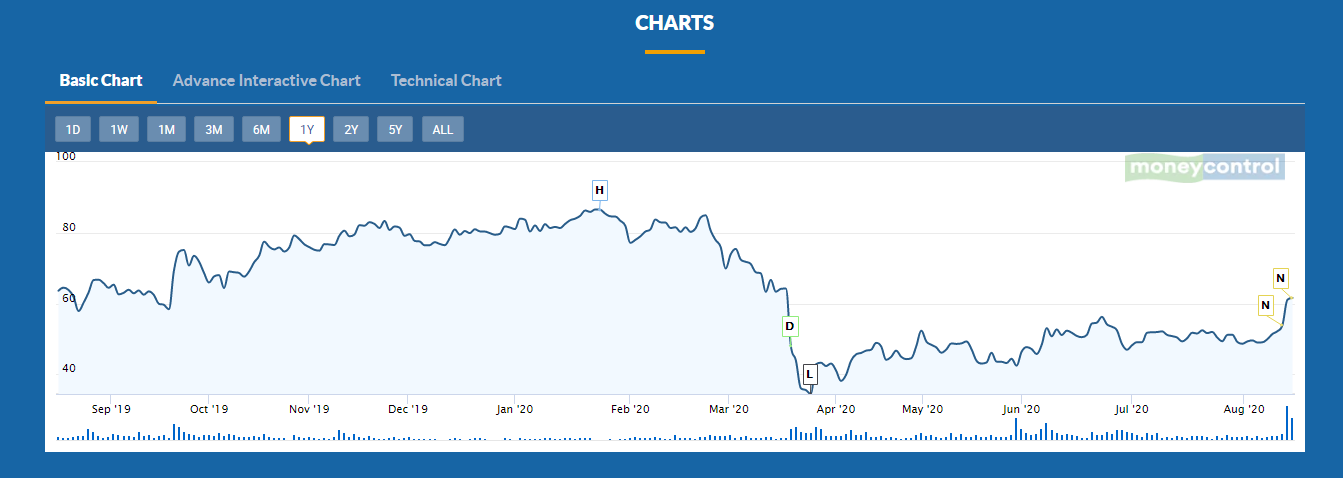 CHARTS
Basic Chart Advance Interactive Chart Technical Chart
1D 1W 1M 3M 6M 1Y 2Y 5Y ALL
100
moneycontrol
H
80
N
60
N
D
40
L
Sep '19 Oct '19 Nov '19 Dec '19 Jan '20 Feb '20 Mar '20 Apr '20 May '20 Jun '20 Jul '20 Aug '20